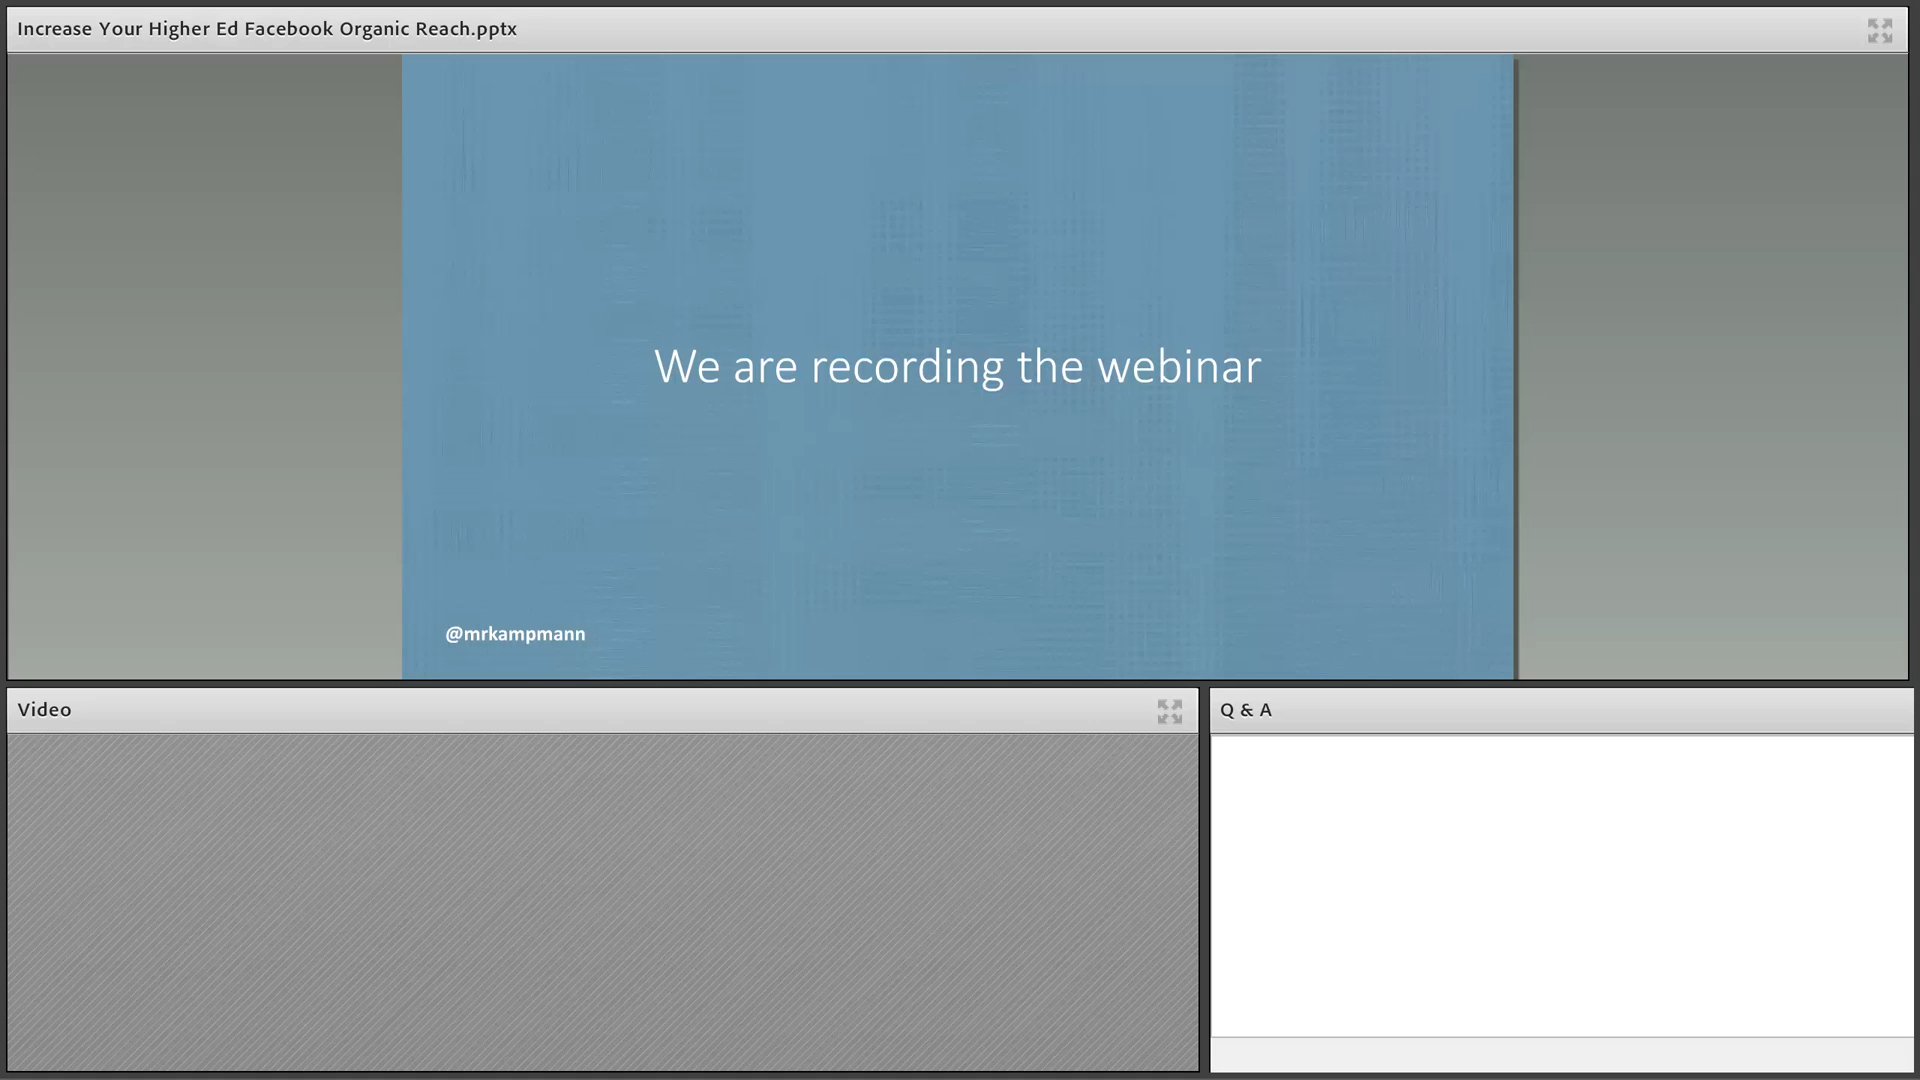 Increase Your Higher Ed Facebook Organic Reach.pptx
We are recording the webinar
@mrkampmann
Video
Q & A